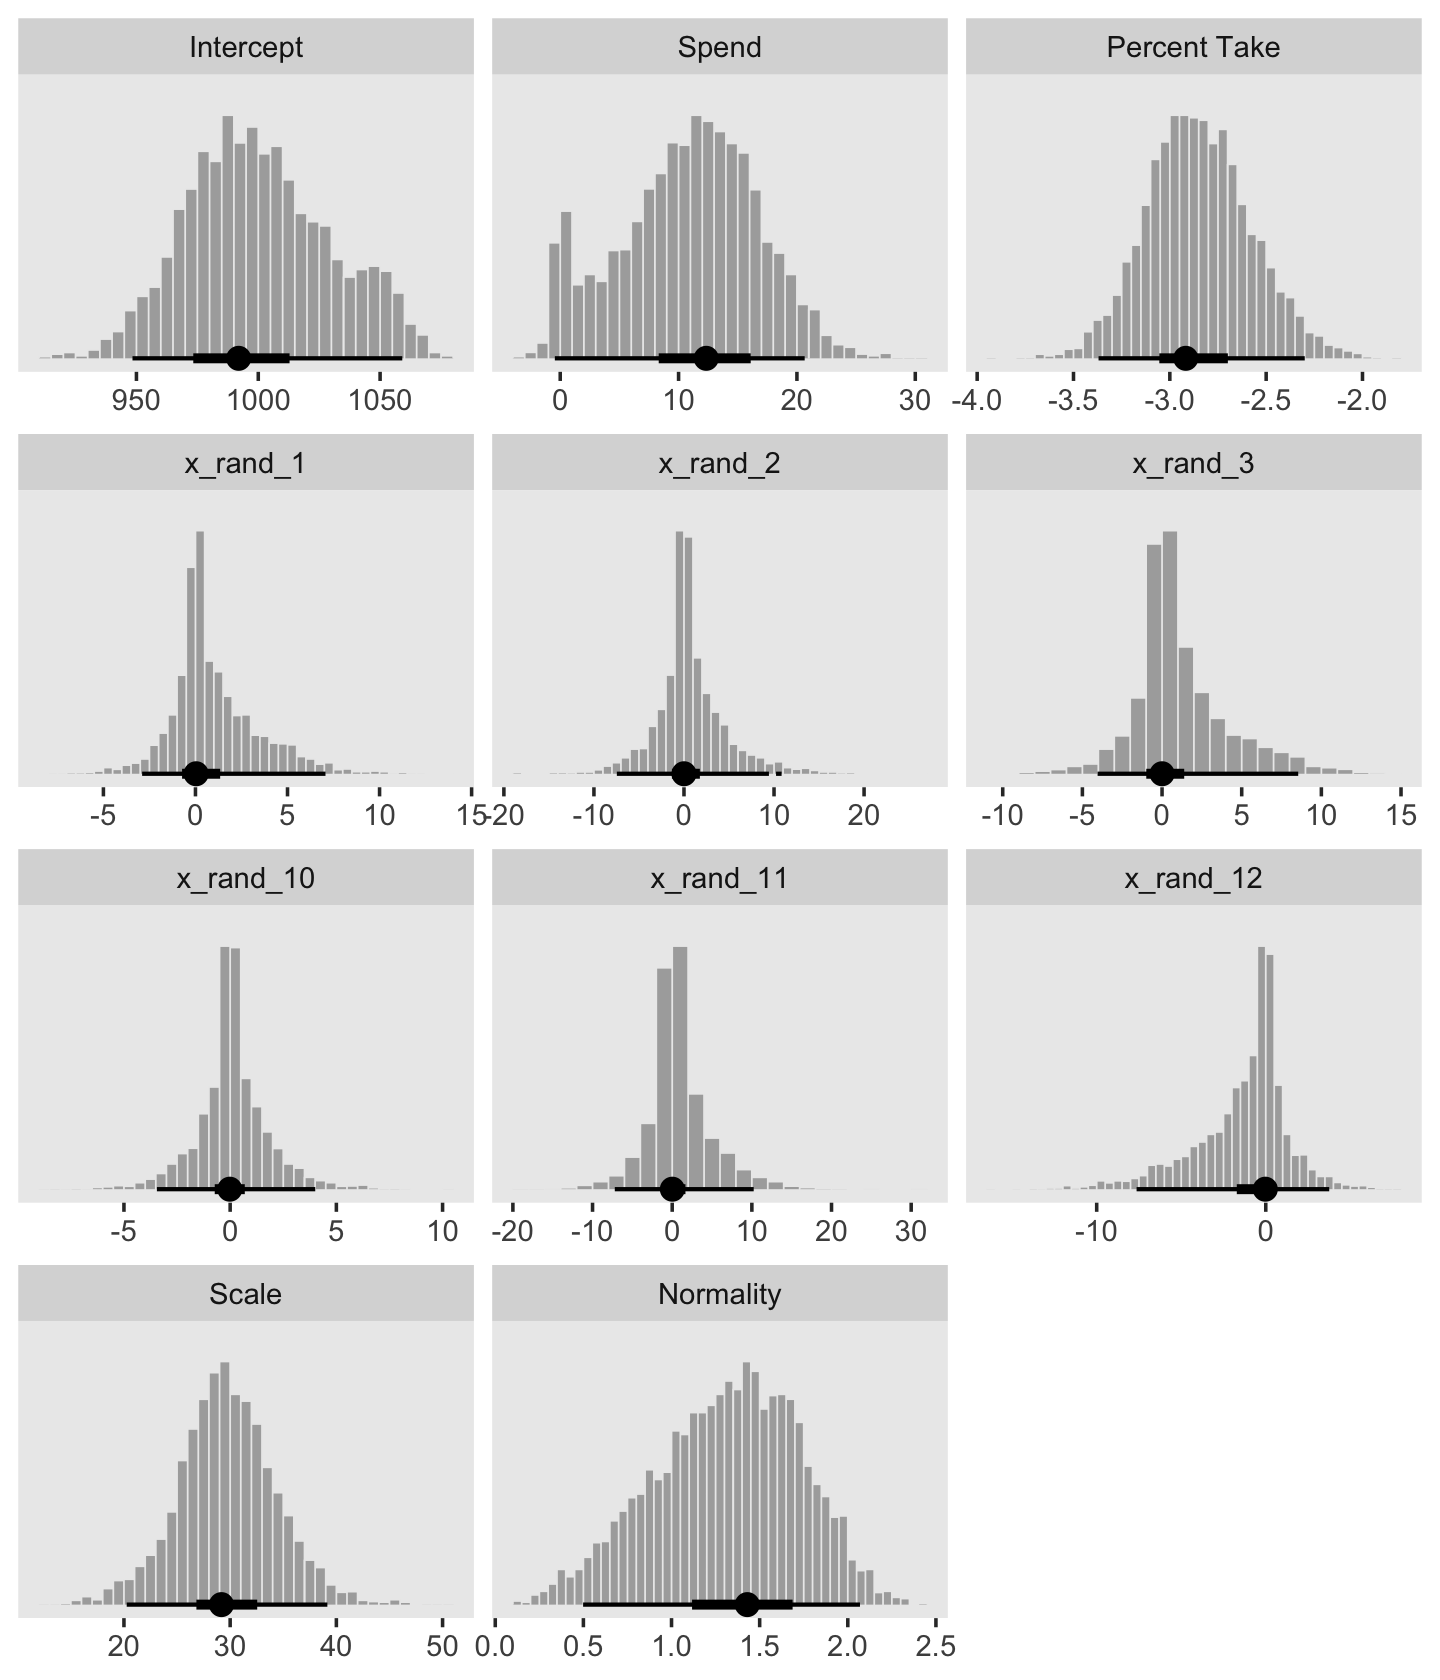 Intercept Spend Percent Take
950 1000 1050 0 10 20 30 -4.0 -3.5 -3.0 -2.5 -2.0
x_rand_1 x_rand_2 x_rand_3
-5 0 5 10 15 -20 -10 0 10 20 -10 -5 0 5 10 15
x_rand_10 x_rand_11 x_rand_12
-5 0 5 10 -20 -10 0 10 20 30 -10 0
Scale Normality
20 30 40 50 0.0 0.5 1.0 1.5 2.0 2.5